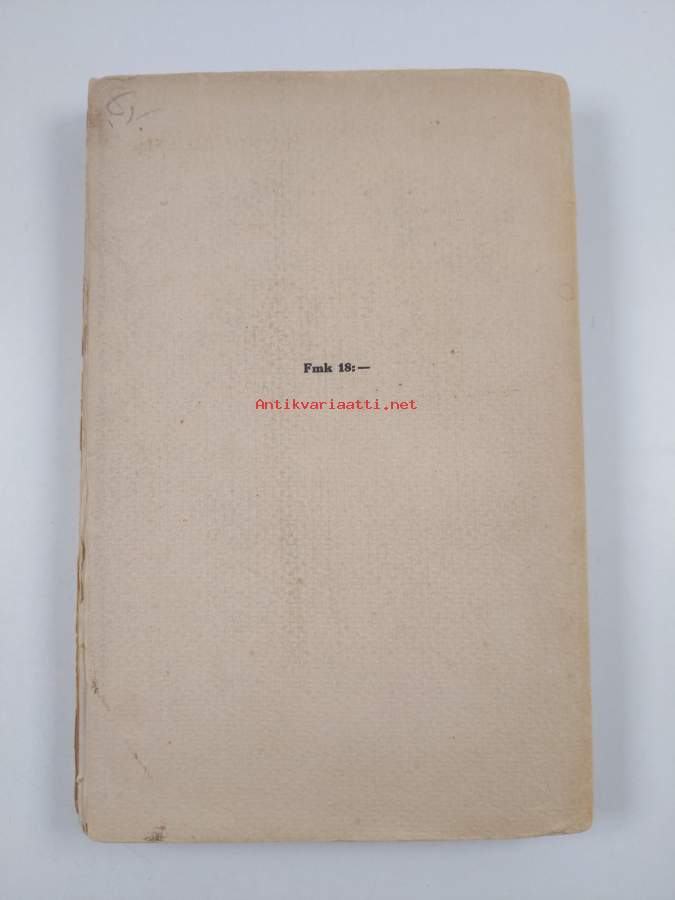 Fmk 18:—
Antikvariaatti.net